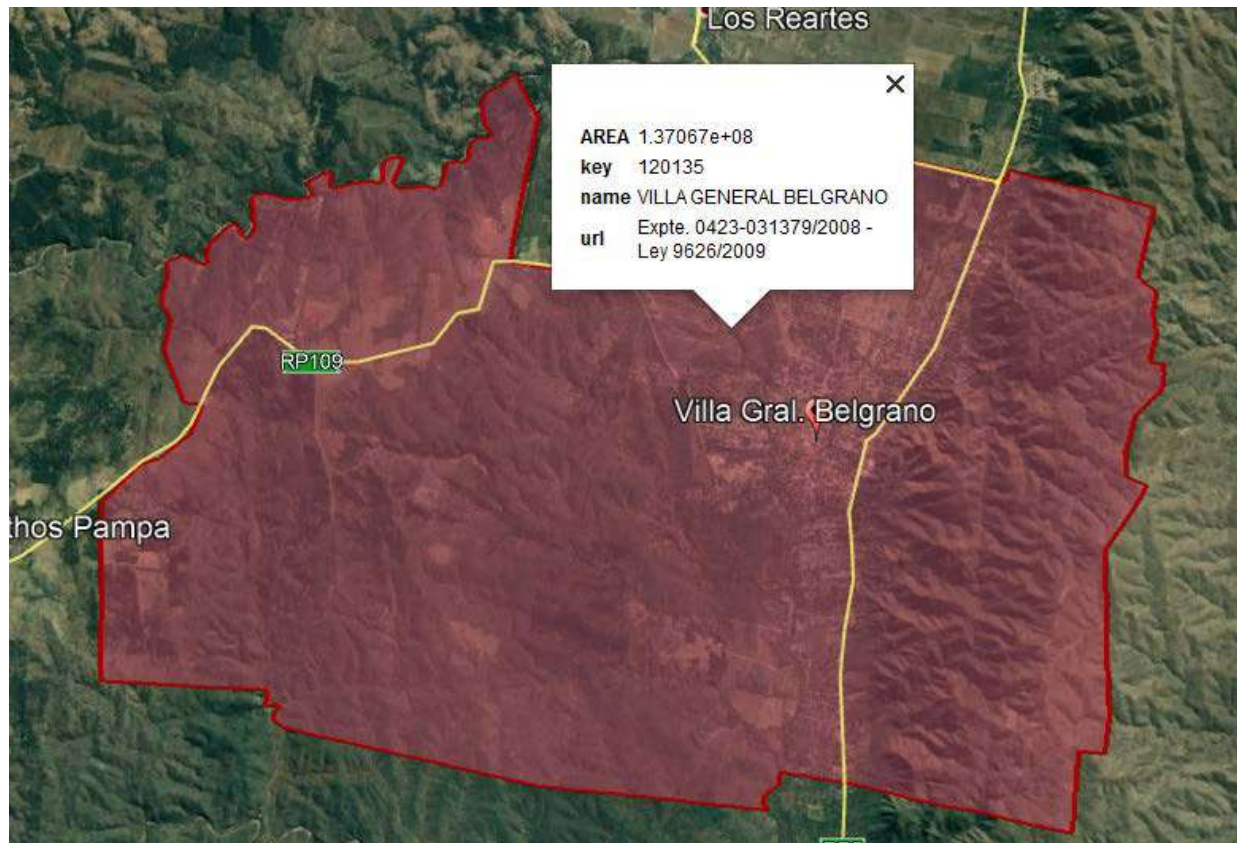 Los Reartes
AREA 1.37067e+08
key 120135
name VILLA GENERAL BELGRANO
url Expte. 0423-031379/2008 -
Ley 9626/2009
RP109
Villa Gral. Belgrano
thos Pampa